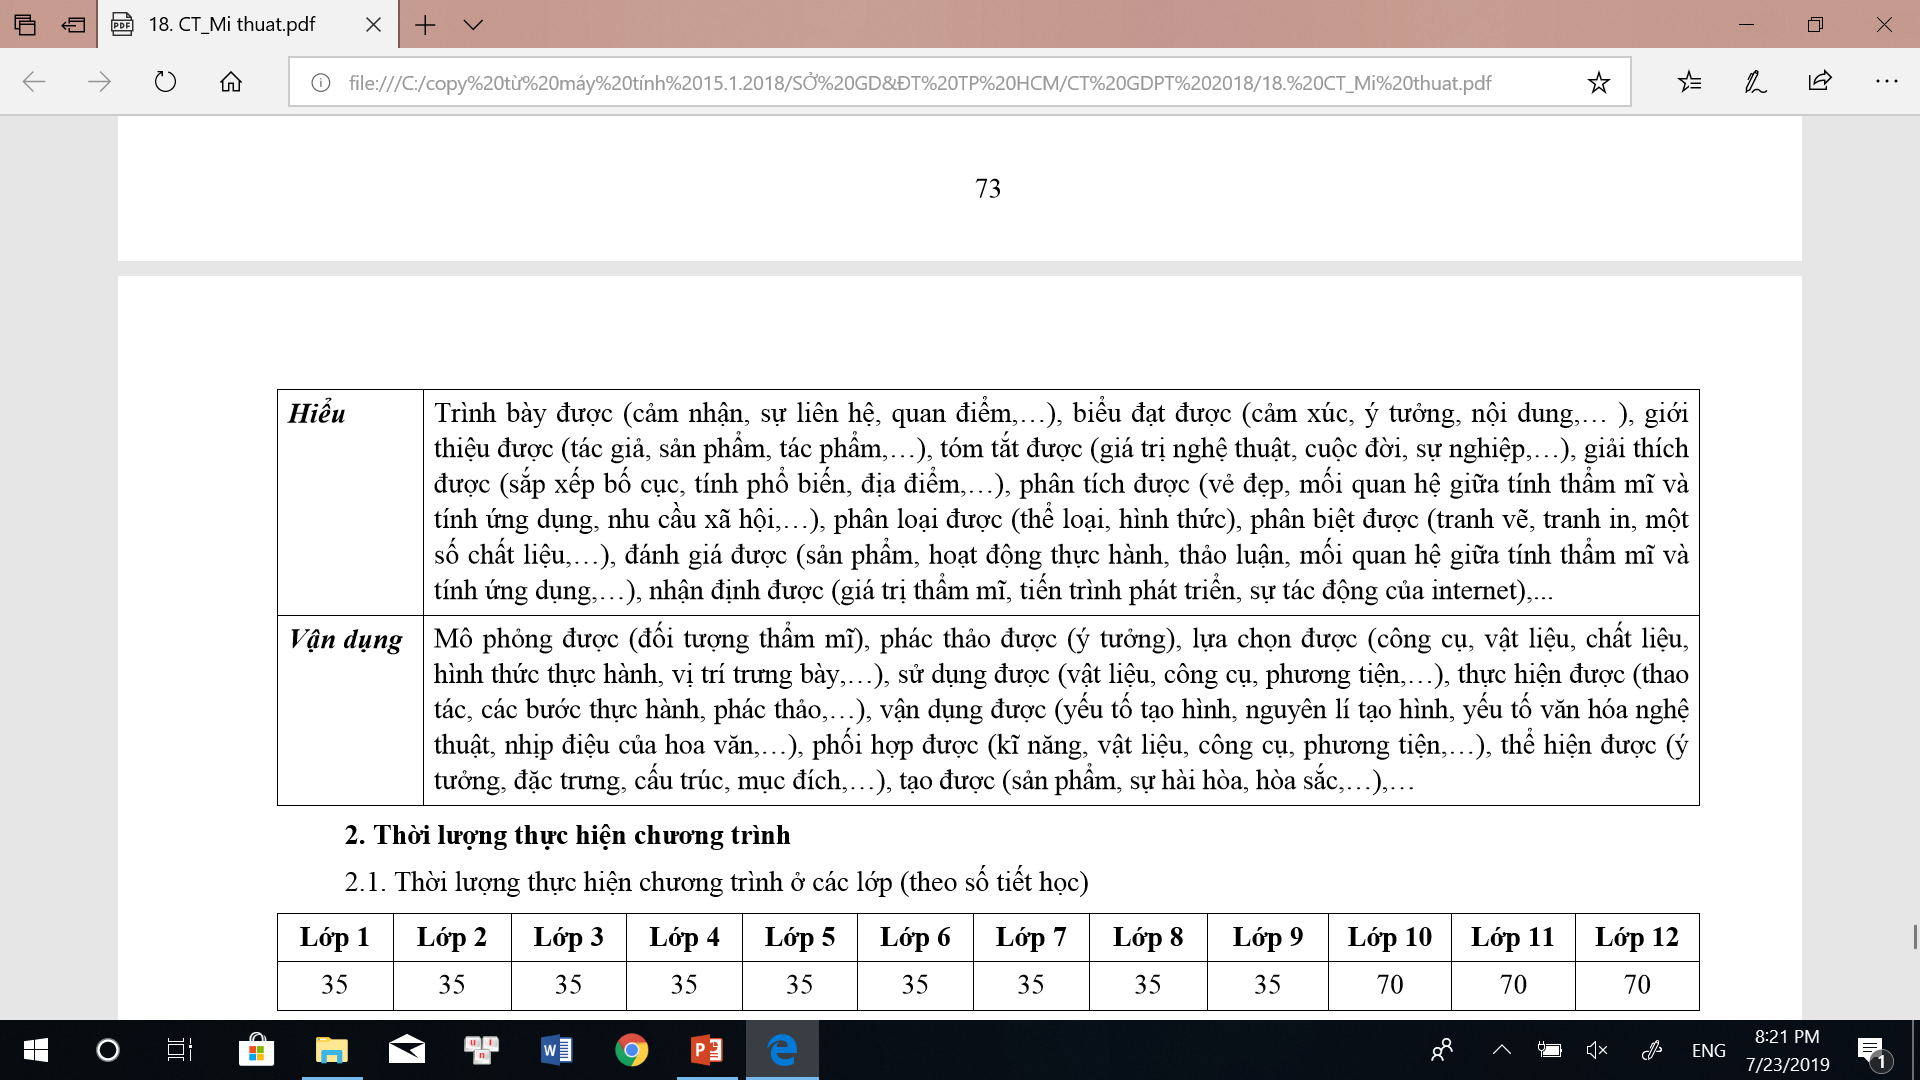 18. CT_Mi thuat.pdf
file:///C:/copy%20từ%20máy%20tính%2015.1.2018/SỞ%20GD&ĐT%20TP%20HCM/CT%20GDPT%202018/18.%20CT_Mi%20thuat.pdf
73
Hiểu
Trình bày được (cảm nhận, sự liên hệ, quan điểm,…), biểu đạt được (cảm xúc, ý tưởng, nội dung,… ), giới
thiệu được (tác giả, sản phẩm, tác phẩm,…), tóm tắt được (giá trị nghệ thuật, cuộc đời, sự nghiệp,…), giải thích
được (sắp xếp bố cục, tính phổ biến, địa điểm,…), phân tích được (vẻ đẹp, mối quan hệ giữa tính thẩm mĩ và
tính ứng dụng, nhu cầu xã hội,…), phân loại được (thể loại, hình thức), phân biệt được (tranh vẽ, tranh in, một
số chất liệu,…), đánh giá được (sản phẩm, hoạt động thực hành, thảo luận, mối quan hệ giữa tính thẩm mĩ và
tính ứng dụng,…), nhận định được (giá trị thẩm mĩ, tiến trình phát triển, sự tác động của internet),...
Vận dụng
Mô phỏng được (đối tượng thẩm mĩ), phác thảo được (ý tưởng), lựa chọn được (công cụ, vật liệu, chất liệu,
hình thức thực hành, vị trí trưng bày,…), sử dụng được (vật liệu, công cụ, phương tiện,…), thực hiện được (thao
tác, các bước thực hành, phác thảo,…), vận dụng được (yếu tố tạo hình, nguyên lí tạo hình, yếu tố văn hóa nghệ
thuật, nhịp điệu của hoa văn,…), phối hợp được (kĩ năng, vật liệu, công cụ, phương tiện,…), thể hiện được (ý
tưởng, đặc trưng, cấu trúc, mục đích,…), tạo được (sản phẩm, sự hài hòa, hòa sắc,…),…
2. Thời lượng thực hiện chương trình
2.1. Thời lượng thực hiện chương trình ở các lớp (theo số tiết học)
Lớp 1 Lớp 2 Lớp 3 Lớp 4 Lớp 5 Lớp 6 Lớp 7 Lớp 8 Lớp 9 Lớp 10 Lớp 11 Lớp 12
35 35 35 35 35 35 35 35 35 70 70 70
ENG
8:21 PM
7/23/2019
1